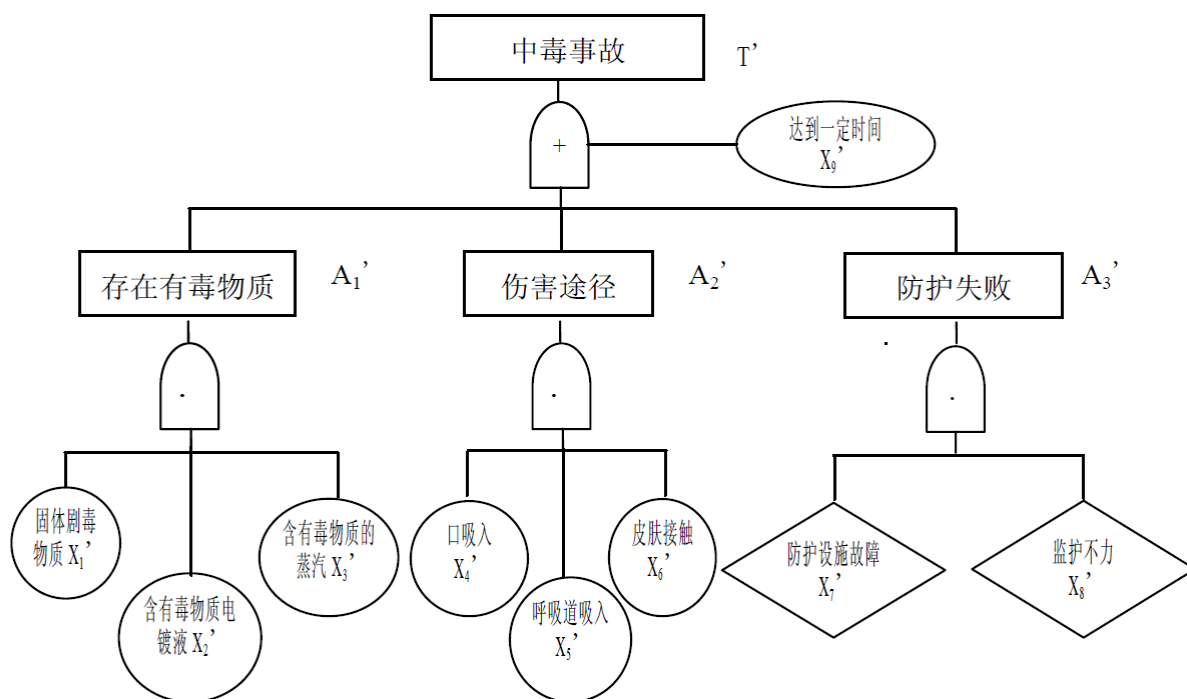 中毒事故
T’
+
达到一定时间
X₉’
存在有毒物质
A₁’
伤害途径
A₂’
防护失败
A₃’
.
.
.
.
固体剧毒
物质 X₁’
含有毒物质电
镀液 X₂’
含有毒物质的
蒸汽 X₃’
口吸入
X₄’
呼吸道吸入
X₅’
皮肤接触
X₆’
防护设施故障
X₇’
监护不力
X₈’